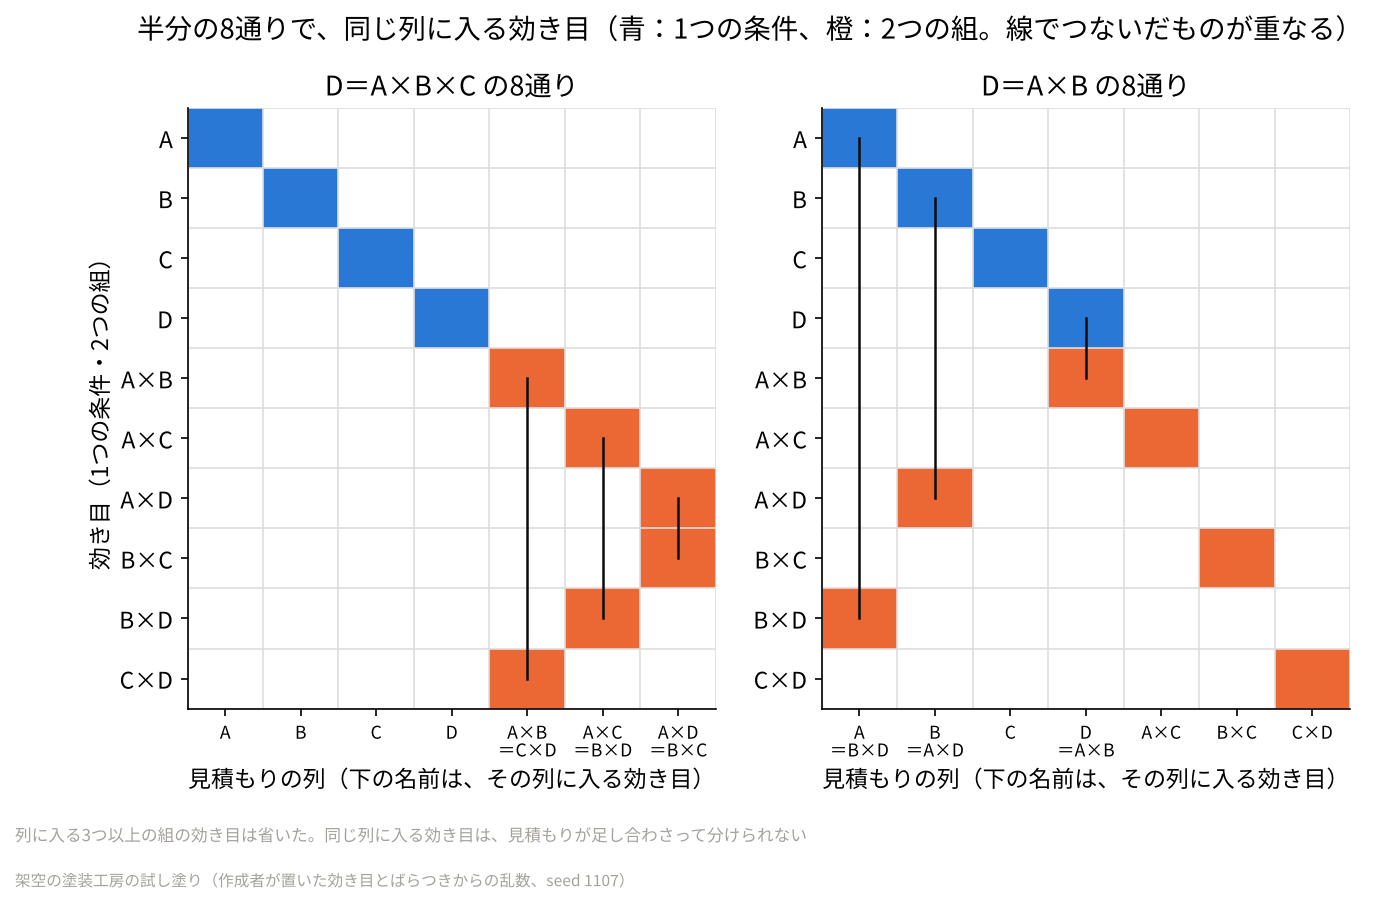 半分の8通りで、同じ列に入る効き目（青：1つの条件、橙：2つの組。線でつないだものが重なる）
D＝A×B×C の8通り
効き目（1つの条件・2つの組）
A
B
C
D
A×B
A×C
A×D
B×C
B×D
C×D
A
B
C
D
A×B
＝C×D
A×C
＝B×D
A×D
＝B×C
見積もりの列（下の名前は、その列に入る効き目）
D＝A×B の8通り
A
B
C
D
A×B
A×C
A×D
B×C
B×D
C×D
A
＝B×D
B
＝A×D
C
D
＝A×B
A×C
B×C
C×D
見積もりの列（下の名前は、その列に入る効き目）
列に入る3つ以上の組の効き目は省いた。同じ列に入る効き目は、見積もりが足し合わさって分けられない
架空の塗装工房の試し塗り（作成者が置いた効き目とばらつきからの乱数、seed 1107）